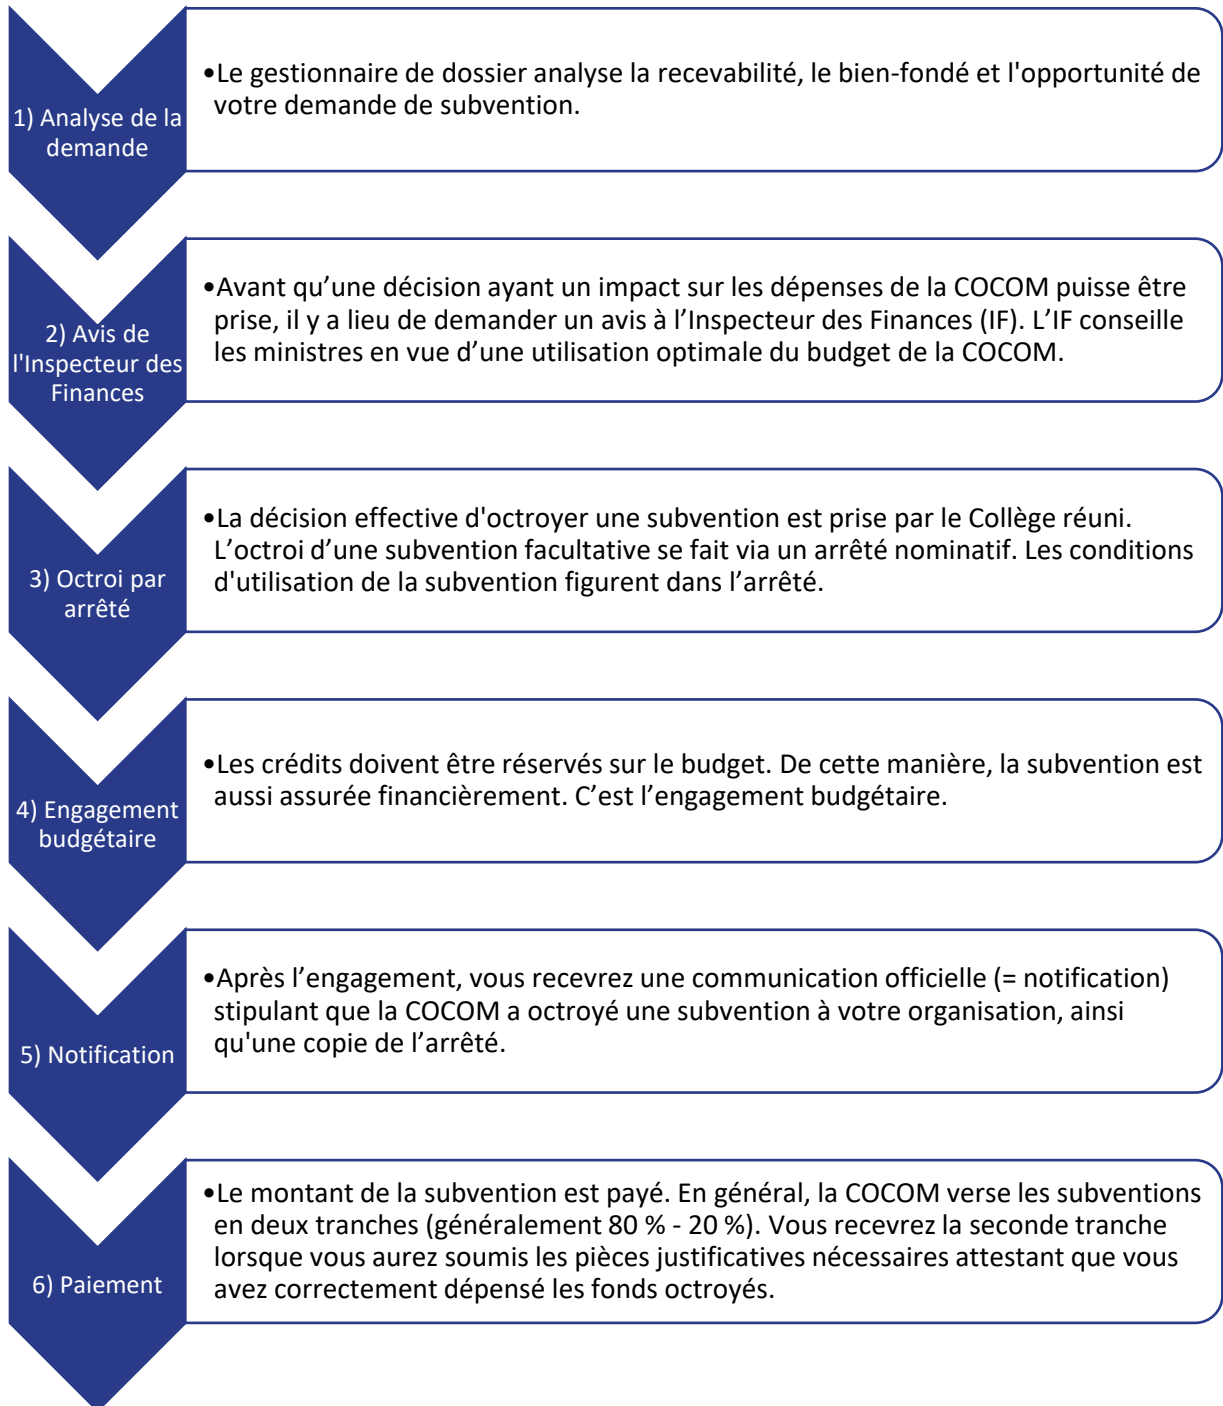 1) Analyse de la
demande
•Le gestionnaire de dossier analyse la recevabilité, le bien-fondé et l'opportunité de
votre demande de subvention.
2) Avis de
l'Inspecteur des
Finances
•Avant qu’une décision ayant un impact sur les dépenses de la COCOM puisse être
prise, il y a lieu de demander un avis à l’Inspecteur des Finances (IF). L’IF conseille
les ministres en vue d’une utilisation optimale du budget de la COCOM.
3) Octroi par
arrêté
•La décision effective d'octroyer une subvention est prise par le Collège réuni.
L’octroi d’une subvention facultative se fait via un arrêté nominatif. Les conditions
d'utilisation de la subvention figurent dans l’arrêté.
4) Engagement
budgétaire
•Les crédits doivent être réservés sur le budget. De cette manière, la subvention est
aussi assurée financièrement. C’est l’engagement budgétaire.
5) Notification
•Après l’engagement, vous recevrez une communication officielle (= notification)
stipulant que la COCOM a octroyé une subvention à votre organisation, ainsi
qu'une copie de l’arrêté.
6) Paiement
•Le montant de la subvention est payé. En général, la COCOM verse les subventions
en deux tranches (généralement 80 % - 20 %). Vous recevrez la seconde tranche
lorsque vous aurez soumis les pièces justificatives nécessaires attestant que vous
avez correctement dépensé les fonds octroyés.